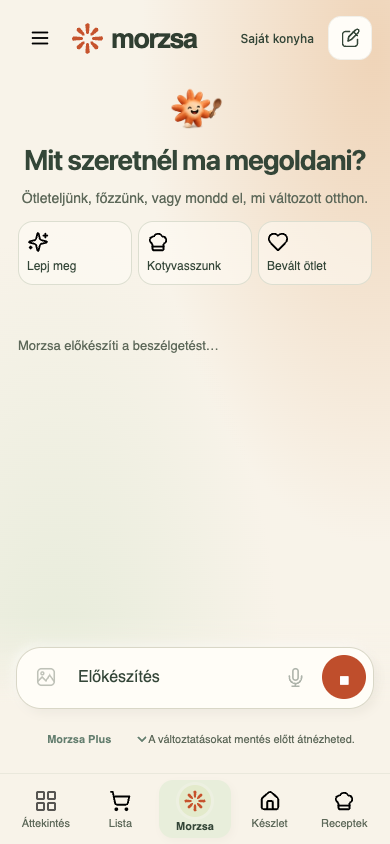 morzsa
Saját konyha
Mit szeretnél ma megoldani?
Ötleteljünk, főzzünk, vagy mondd el, mi változott otthon.
Lepj meg
Kotyvasszunk
Bevált ötlet
Morzsa előkészíti a beszélgetést…
Előkészítés
Morzsa Plus
A változtatásokat mentés előtt átnézheted.
Áttekintés
Lista
Morzsa
Készlet
Receptek